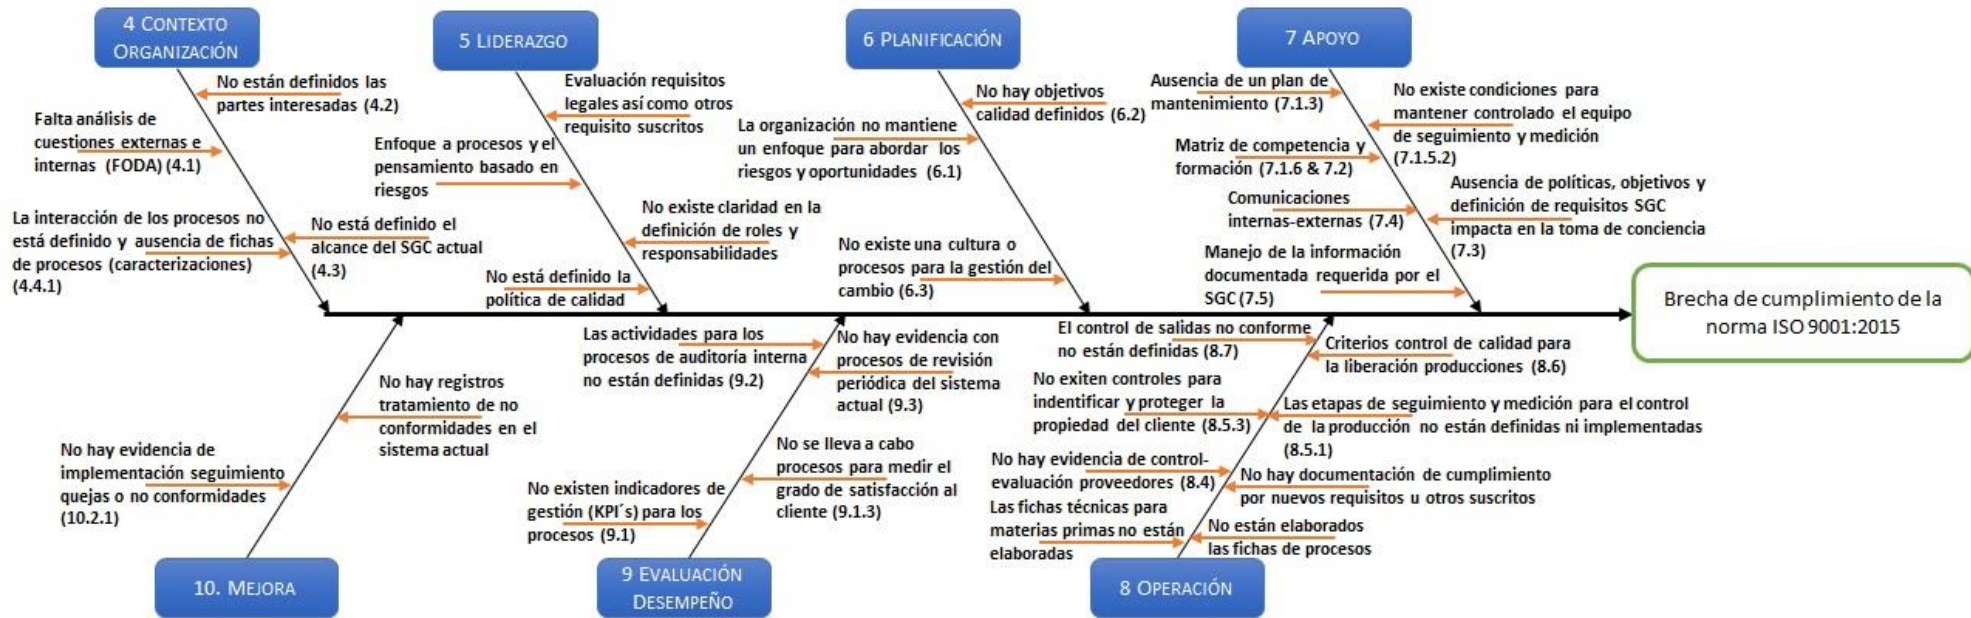 4 CONTEXTO
ORGANIZACIÓN
No están definidos las
partes interesadas (4.2)
Falta análisis de
cuestiones externas e
internas (FODA) (4.1)
La interacción de los procesos no
está definido y ausencia de fichas
de procesos (caracterizaciones)
(4.4.1)
No está definido el
alcance del SGC actual
(4.3)
5 LIDERAZGO
Evaluación requisitos
legales así como otros
requisito suscritos
Enfoque a procesos y el
pensamiento basado en
riesgos
No existe claridad en la
definición de roles y
responsabilidades
No está definido la
política de calidad
6 PLANIFICACIÓN
No hay objetivos
calidad definidos (6.2)
La organización no mantiene
un enfoque para abordar los
riesgos y oportunidades (6.1)
No existe una cultura o
procesos para la gestión del
cambio (6.3)
7 APOYO
Ausencia de un plan de
mantenimiento (7.1.3)
No existe condiciones para
mantener controlado el equipo
de seguimiento y medición
(7.1.5.2)
Matriz de competencia y
formación (7.1.6 & 7.2)
Comunicaciones
internas-externas (7.4)
Ausencia de políticas, objetivos y
definición de requisitos SGC
impacta en la toma de conciencia
(7.3)
Manejo de la información
documentada requerida por el
SGC (7.5)
Brecha de cumplimiento de la
norma ISO 9001:2015
No hay registros
tratamiento de no
conformidades en el
sistema actual
No hay evidencia de
implementación seguimiento
quejas o no conformidades
(10.2.1)
10. MEJORA
Las actividades para los
procesos de auditoría interna
no están definidas (9.2)
No hay evidencia con
procesos de revisión
periódica del sistema
actual (9.3)
No se lleva a cabo
procesos para medir el
grado de satisfacción al
cliente (9.1.3)
No existen indicadores de
gestión (KPI´s) para los
procesos (9.1)
9 EVALUACIÓN
DESEMPEÑO
El control de salidas no conforme
no están definidas (8.7)
Criterios control de calidad para
la liberación producciones (8.6)
No exiten controles para
indentificar y proteger la
propiedad del cliente (8.5.3)
Las etapas de seguimiento y medición para el control
de la producción no están definidas ni implementadas
(8.5.1)
No hay evidencia de control-
evaluación proveedores (8.4)
No hay documentación de cumplimiento
por nuevos requisitos u otros suscritos
Las fichas técnicas para
materias primas no están
elaboradas
No están elaborados
las fichas de procesos
8 OPERACIÓN